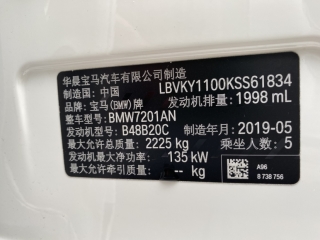 华晨宝马汽车有限公司制造
制造国：中国 LBVKY1100KSS61834
品牌：宝马(BMW)牌 发动机排量：1998 mL
整车型号：BMW7201AN
发动机型号：B48B20C 制造年月：2019-05
最大允许总质量：2225 kg 乘坐人数：5
发动机最大净功率：135 kW
最大允许牵引质量：-- kg
A96
8 738 756